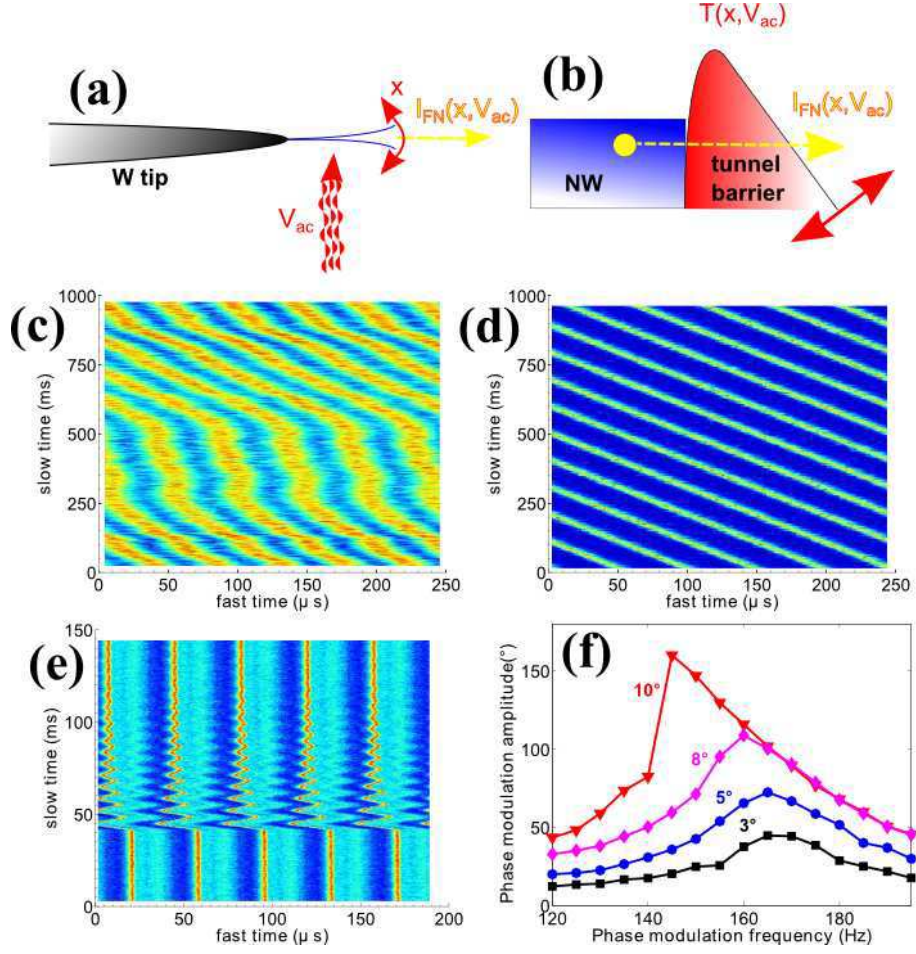 (a)
x
I_FN(x,V_ac)
W tip
V_ac
(b)
T(x,V_ac)
I_FN(x,V_ac)
NW
tunnel
barrier
(c)
slow time (ms)
1000
750
500
250
0
0 50 100 150 200 250
fast time (μ s)
(d)
slow time (ms)
1000
750
500
250
0
0 50 100 150 200 250
fast time (μ s)
(e)
slow time (ms)
150
100
50
0
0 50 100 150 200
fast time (μ s)
(f)
Phase modulation amplitude(°)
150
100
50
0
10°
8°
5°
3°
120 140 160 180
Phase modulation frequency (Hz)